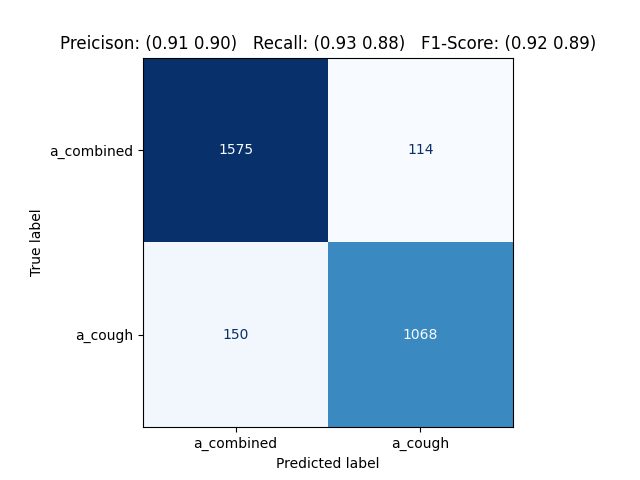 Preicison: (0.91 0.90)   Recall: (0.93 0.88)   F1-Score: (0.92 0.89)
a_combined
1575
114
True label
a_cough
150
1068
a_combined
a_cough
Predicted label